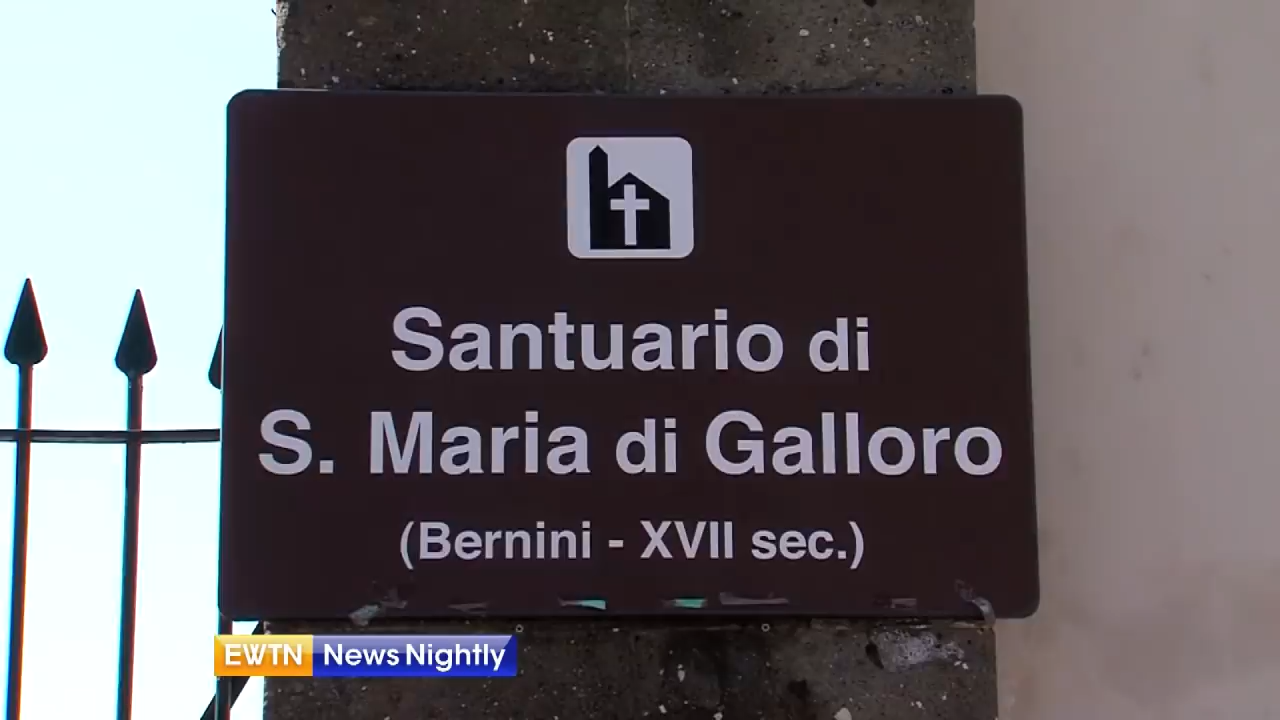 Santuario di
S. Maria di Galloro
(Bernini - XVII sec.)
EWTN News Nightly